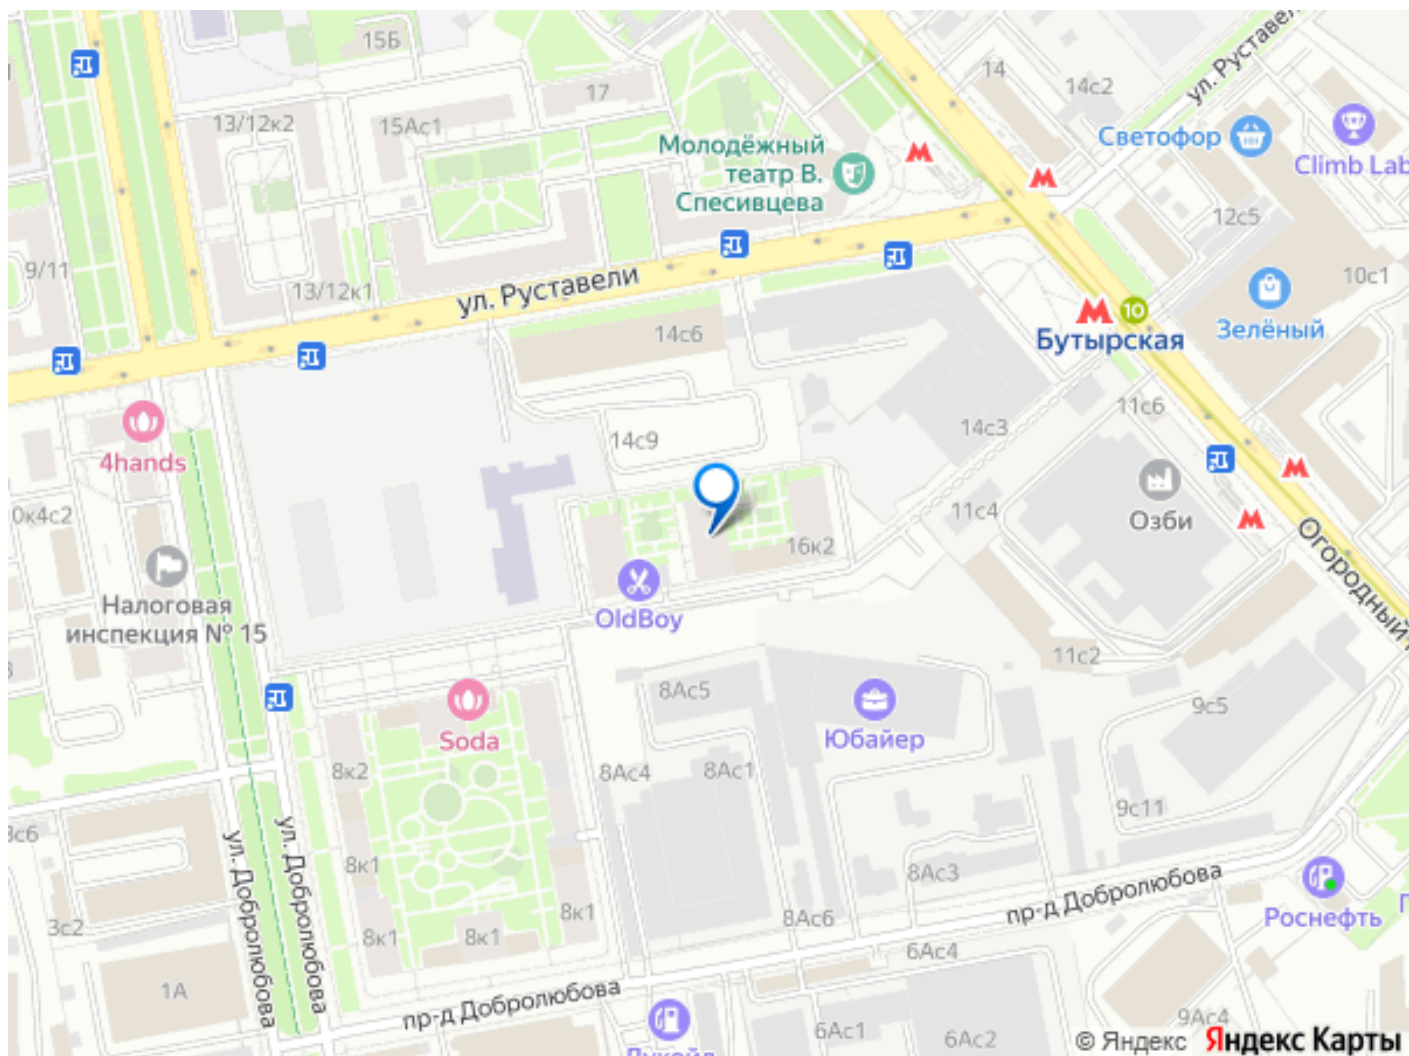 15Б
14
14с2
ул. Руставели
17
13/12к2
15Ас1
Молодёжный
театр В.
Спесивцева
Светофор
Climb Lab
12с5
9/11
13/12к1
ул. Руставели
10с1
10
Бутырская
Зелёный
14с6
11с6
4hands
14с9
14с3
0к4с2
11с4
Озби
Огородный
16к2
Налоговая
инспекция № 15
OldBoy
11с2
8Ас5
9с5
Soda
Юбайер
8к2
8Ас4
8Ас1
9с11
3с6
ул. Добролюбова
ул. Добролюбова
8к1
8Ас3
пр-д Добролюбова
Роснефть
3с2
8к1
8к1
8к1
8Ас6
6Ас4
1А
пр-д Добролюбова
9Ас4
6Ас1
6Ас2
Лукойл
© Яндекс Яндекс Карты